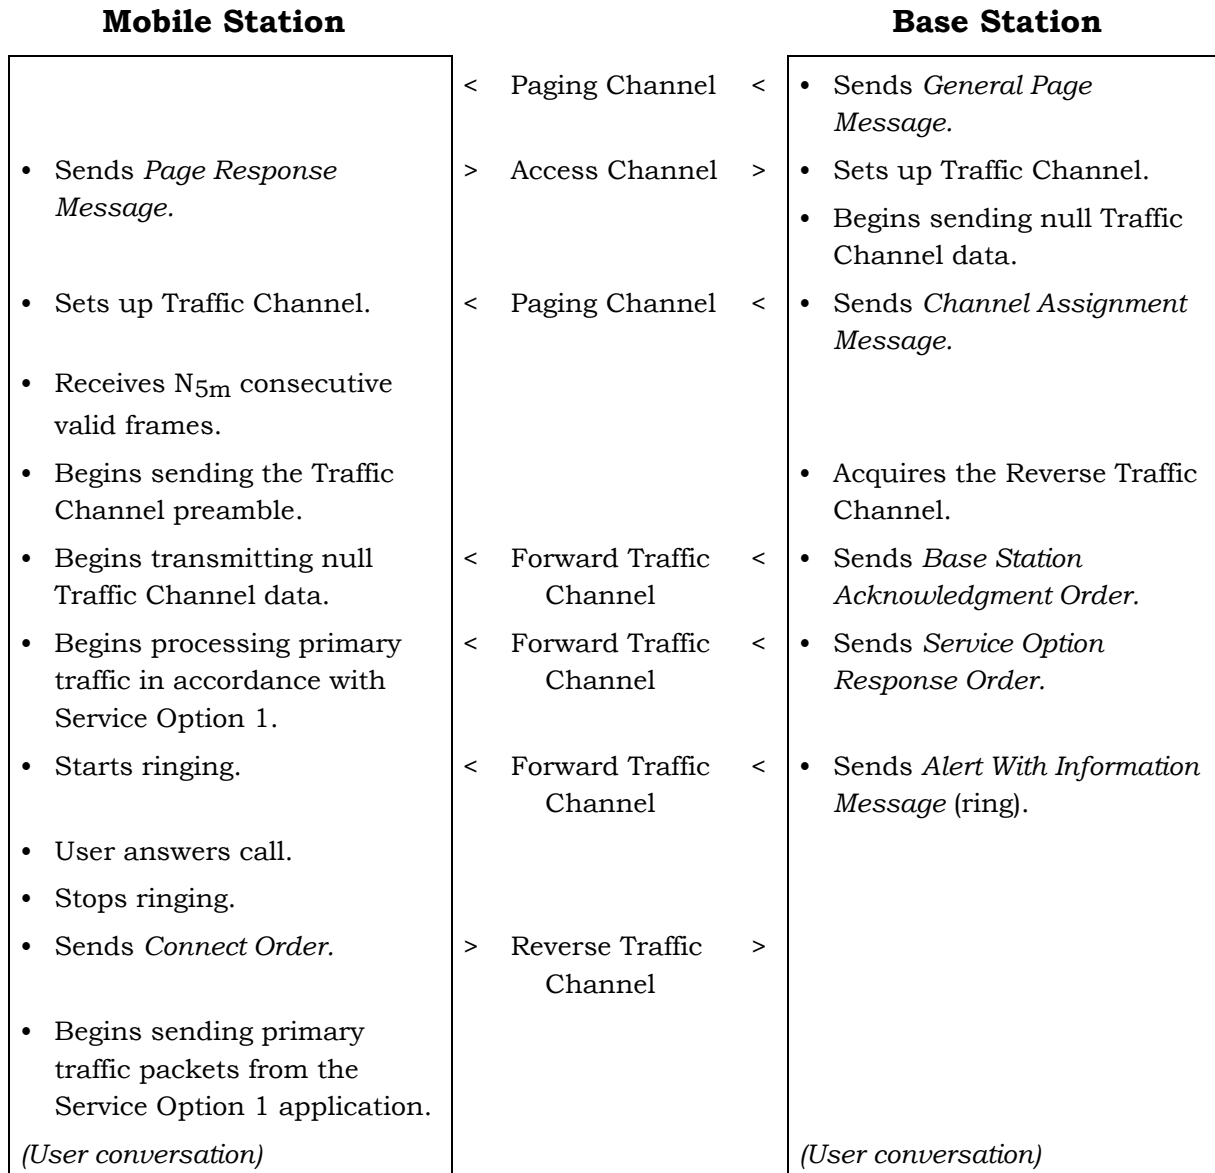 Mobile Station Base Station
< Paging Channel < • Sends General Page
Message.
• Sends Page Response > Access Channel > • Sets up Traffic Channel.
Message.
• Begins sending null Traffic
Channel data.
• Sets up Traffic Channel. < Paging Channel < • Sends Channel Assignment
Message.
• Receives N5m consecutive
valid frames.
• Begins sending the Traffic • Acquires the Reverse Traffic
Channel preamble. Channel.
• Begins transmitting null < Forward Traffic < • Sends Base Station
Traffic Channel data. Channel Acknowledgment Order.
• Begins processing primary < Forward Traffic < • Sends Service Option
traffic in accordance with Channel Response Order.
Service Option 1.
• Starts ringing. < Forward Traffic < • Sends Alert With Information
Channel Message (ring).
• User answers call.
• Stops ringing.
• Sends Connect Order. > Reverse Traffic >
Channel
• Begins sending primary
traffic packets from the
Service Option 1 application.
(User conversation) (User conversation)